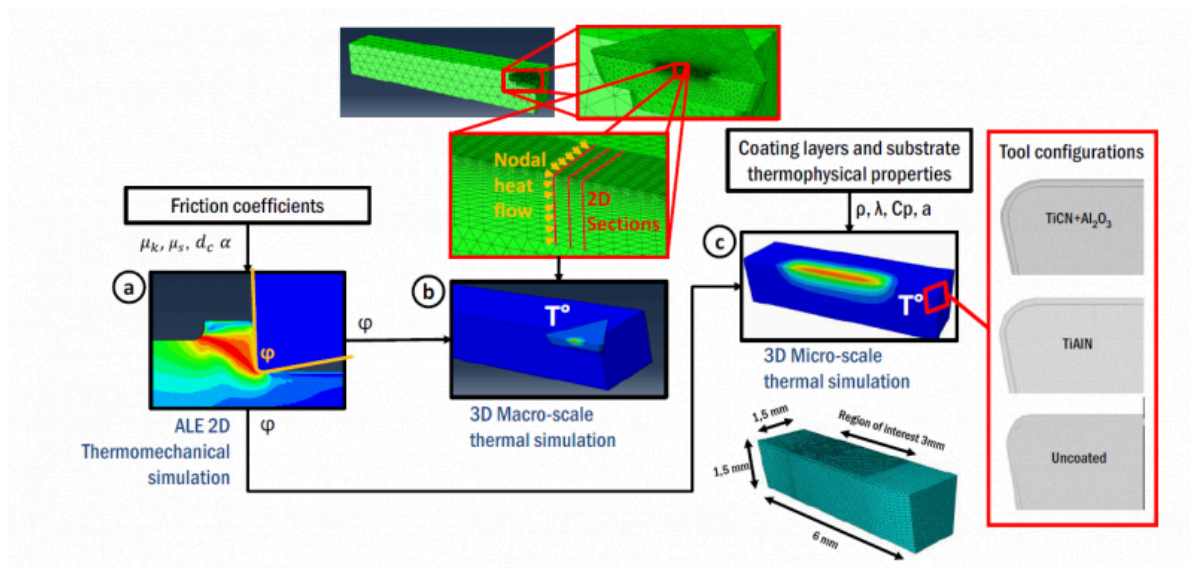 Nodal
heat
flow
2D
Sections
Coating layers and substrate
thermophysical properties
ρ, λ, Cp, a
Tool configurations
TiCN+Al₂O₃
TiAlN
Uncoated
Friction coefficients
μₖ, μₛ, d꜀ α
a
φ
ALE 2D
Thermomechanical
simulation
φ
φ
b
T°
3D Macro-scale
thermal simulation
c
T°
3D Micro-scale
thermal simulation
1,5 mm
Region of interest 3mm
1,5 mm
6 mm